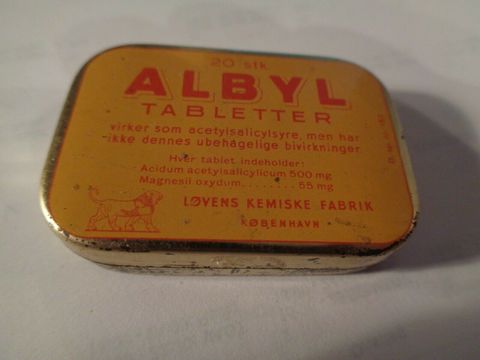 20 stk.
ALBYL
TABLETTER
virker som acetylsalicylsyre, men har
ikke dennes ubehagelige bivirkninger.
Hver tablet indeholder:
Acidum acetylsalicylicum 500 mg
Magnesii oxydum........55 mg
LØVENS KEMISKE FABRIK
KØBENHAVN